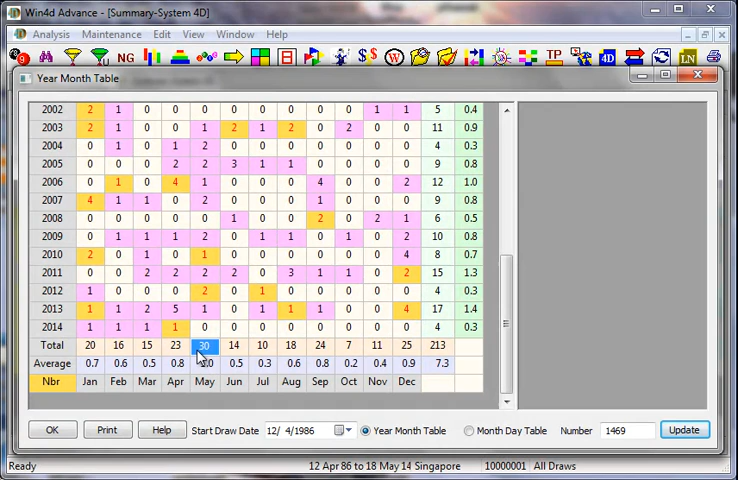 Win4d Advance - [Summary-System 4D]
Analysis Maintenance Edit View Window Help
NG TP 4D LN
Year Month Table
2002 2 1 0 0 0 0 0 0 0 0 1 1 5 0.4
2003 2 1 0 0 1 2 1 2 0 2 0 0 11 0.9
2004 0 1 0 1 2 0 0 0 0 0 0 0 4 0.3
2005 0 0 0 2 2 3 1 1 0 0 0 0 9 0.8
2006 0 1 0 4 1 0 0 0 4 0 0 2 12 1.0
2007 4 1 1 0 2 0 0 0 1 0 0 0 9 0.8
2008 0 0 0 0 0 1 0 0 2 0 2 1 6 0.5
2009 0 1 1 1 2 0 1 1 0 1 0 2 10 0.8
2010 2 0 1 0 1 0 0 0 0 0 0 4 8 0.7
2011 0 0 2 2 2 2 0 3 1 1 0 2 15 1.3
2012 1 0 0 0 2 0 1 0 0 0 0 0 4 0.3
2013 1 1 2 5 1 0 1 1 1 0 0 4 17 1.4
2014 1 1 1 1 0 0 0 0 0 0 0 0 4 0.3
Total 20 16 15 23 30 14 10 18 24 7 11 25 213
Average 0.7 0.6 0.5 0.8 .0 0.5 0.3 0.6 0.8 0.2 0.4 0.9 7.3
Nbr Jan Feb Mar Apr May Jun Jul Aug Sep Oct Nov Dec
OK Print Help Start Draw Date 12/ 4/1986 Year Month Table Month Day Table Number 1469 Update
Ready 12 Apr 86 to 18 May 14 Singapore 10000001 All Draws